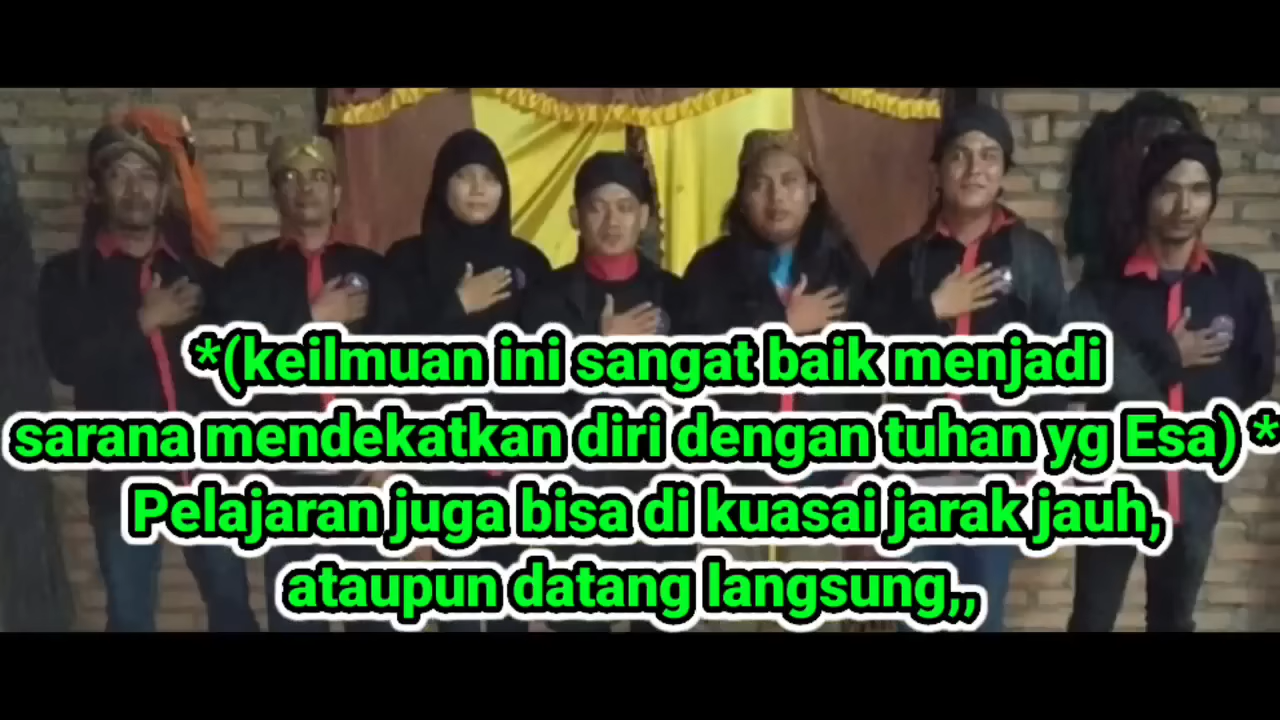 *(keilmuan ini sangat baik menjadi
sarana mendekatkan diri dengan tuhan yg Esa) *
Pelajaran juga bisa di kuasai jarak jauh,
ataupun datang langsung,,